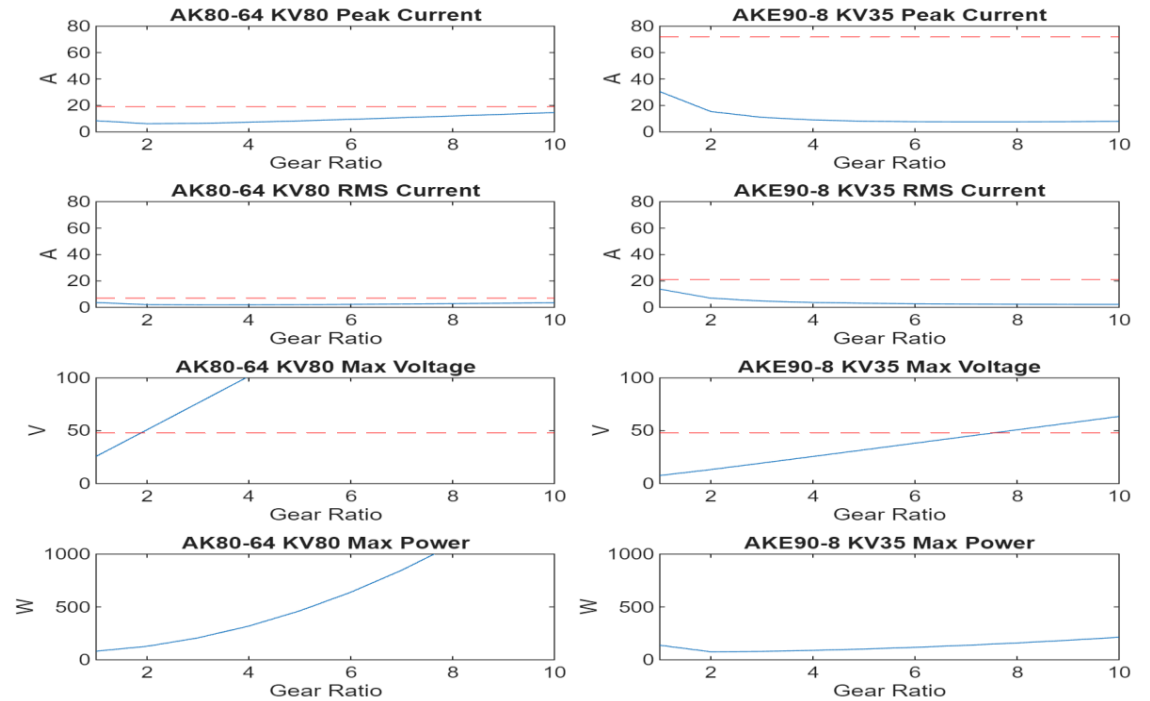 AK80-64 KV80 Peak Current
80
60
40
20
0
A
2 4 6 8 10
Gear Ratio
AKE90-8 KV35 Peak Current
80
60
40
20
0
A
2 4 6 8 10
Gear Ratio
AK80-64 KV80 RMS Current
80
60
40
20
0
A
2 4 6 8 10
Gear Ratio
AKE90-8 KV35 RMS Current
80
60
40
20
0
A
2 4 6 8 10
Gear Ratio
AK80-64 KV80 Max Voltage
100
50
0
V
2 4 6 8 10
Gear Ratio
AKE90-8 KV35 Max Voltage
100
50
0
V
2 4 6 8 10
Gear Ratio
AK80-64 KV80 Max Power
1000
500
0
W
2 4 6 8 10
Gear Ratio
AKE90-8 KV35 Max Power
1000
500
0
W
2 4 6 8 10
Gear Ratio